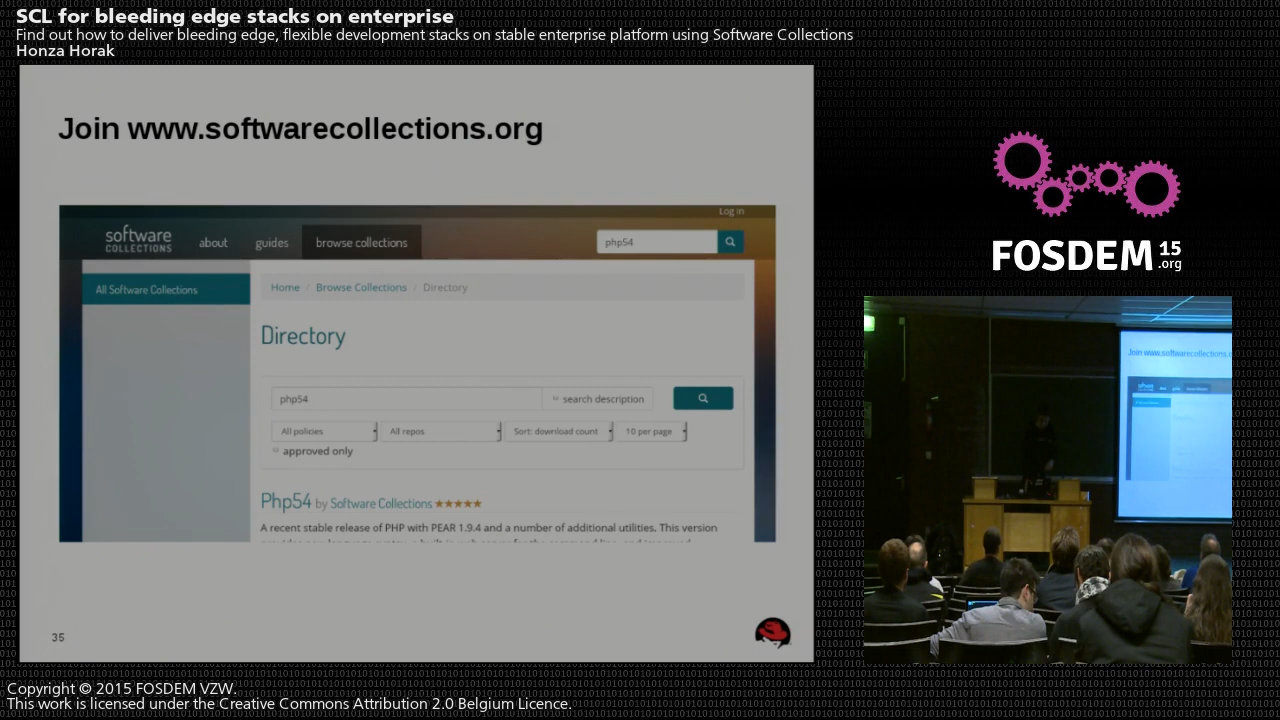 SCL for bleeding edge stacks on enterprise
Find out how to deliver bleeding edge, flexible development stacks on stable enterprise platform using Software Collections
Honza Horak
Join www.softwarecollections.org
Log in
software
COLLECTIONS
about
guides
browse collections
php54
All Software Collections
Home / Browse Collections / Directory
Directory
php54
search description
All policies
All repos
Sort: download count
10 per page
approved only
Php54 by Software Collections
A recent stable release of PHP with PEAR 1.9.4 and a number of additional utilities. This version
35
FOSDEM 15
.org
Join www.softwarecollections.o
Copyright © 2015 FOSDEM VZW.
This work is licensed under the Creative Commons Attribution 2.0 Belgium Licence.